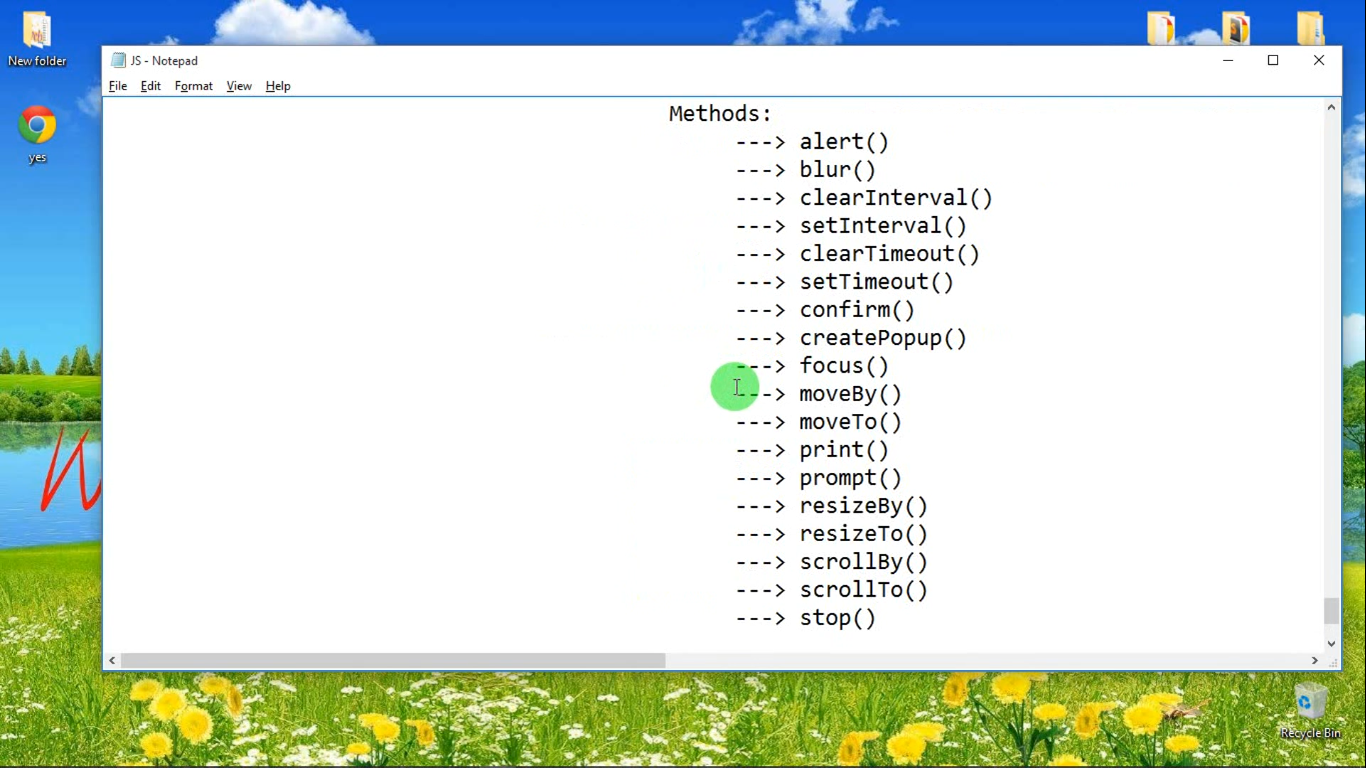 New folder
yes
JS - Notepad
File Edit Format View Help
Methods:
---> alert()
---> blur()
---> clearInterval()
---> setInterval()
---> clearTimeout()
---> setTimeout()
---> confirm()
---> createPopup()
---> focus()
---> moveBy()
---> moveTo()
---> print()
---> prompt()
---> resizeBy()
---> resizeTo()
---> scrollBy()
---> scrollTo()
---> stop()
Recycle Bin